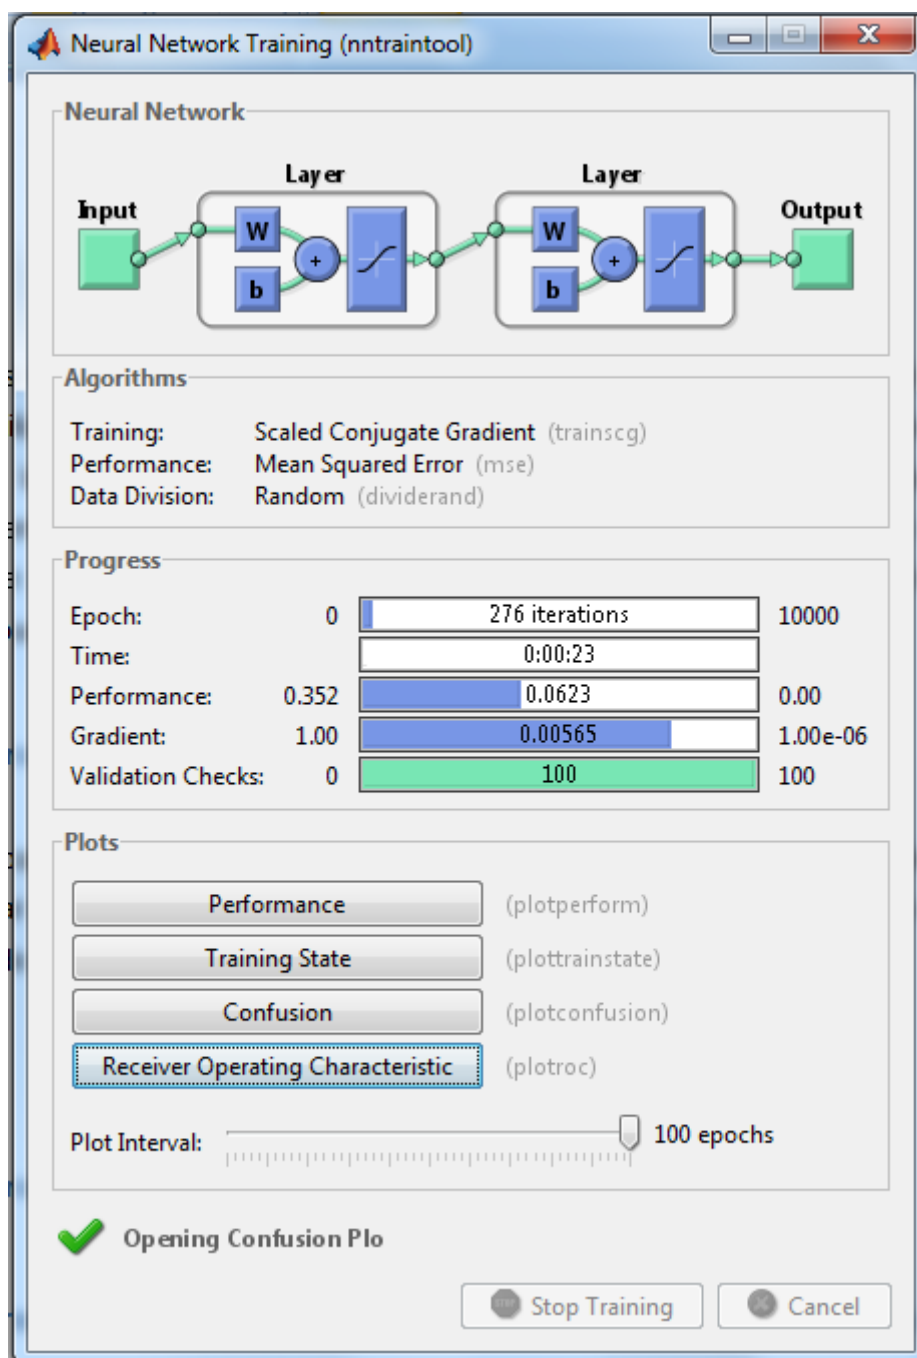 Neural Network Training (nntraintool)
Neural Network
Layer Layer
Input Output
W W
+ +
b b
Algorithms
Training: Scaled Conjugate Gradient (trainscg)
Performance: Mean Squared Error (mse)
Data Division: Random (dividerand)
Progress
Epoch: 0 276 iterations 10000
Time: 0:00:23
Performance: 0.352 0.0623 0.00
Gradient: 1.00 0.00565 1.00e-06
Validation Checks: 0 100 100
Plots
Performance (plotperform)
Training State (plottrainstate)
Confusion (plotconfusion)
Receiver Operating Characteristic (plotroc)
Plot Interval: 100 epochs
Opening Confusion Plo
Stop Training Cancel